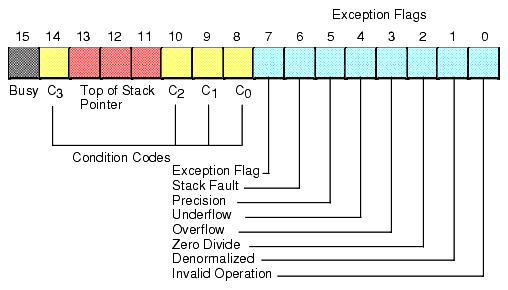 Exception Flags
15 14 13 12 11 10 9 8 7 6 5 4 3 2 1 0
Busy C3 Top of Stack C2 C1 C0
Pointer
Condition Codes
Exception Flag
Stack Fault
Precision
Underflow
Overflow
Zero Divide
Denormalized
Invalid Operation